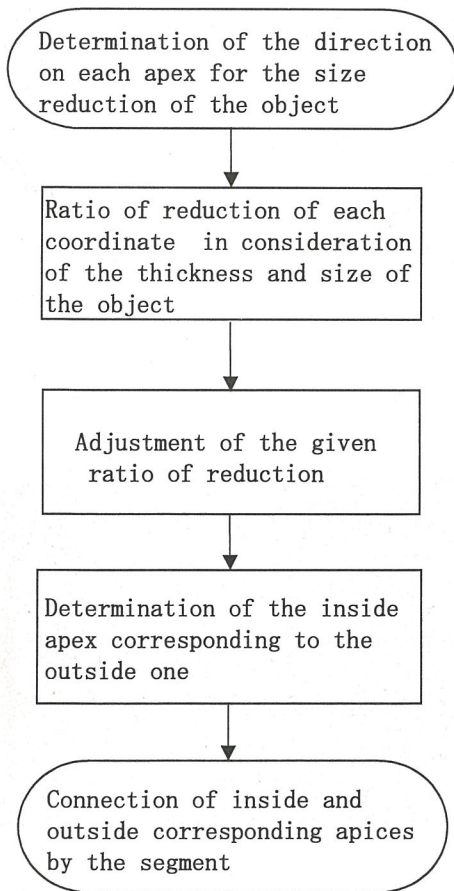 Determination of the direction
on each apex for the size
reduction of the object
Ratio of reduction of each
coordinate in consideration
of the thickness and size of
the object
Adjustment of the given
ratio of reduction
Determination of the inside
apex corresponding to the
outside one
Connection of inside and
outside corresponding apices
by the segment